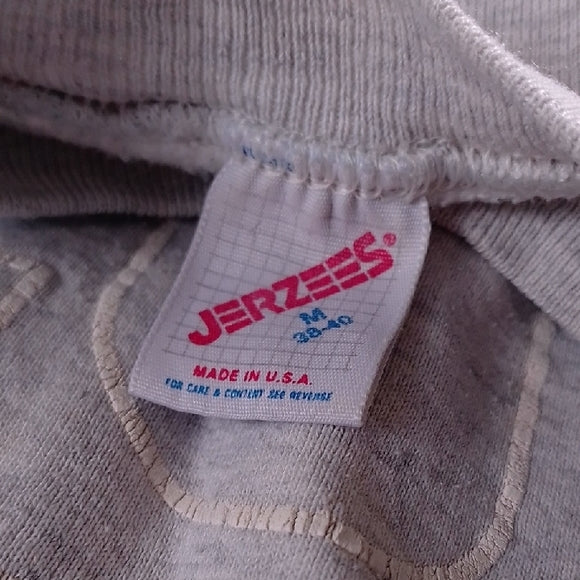 JERZEES®
M
38-40
MADE IN U.S.A.
FOR CARE & CONTENT SEE REVERSE